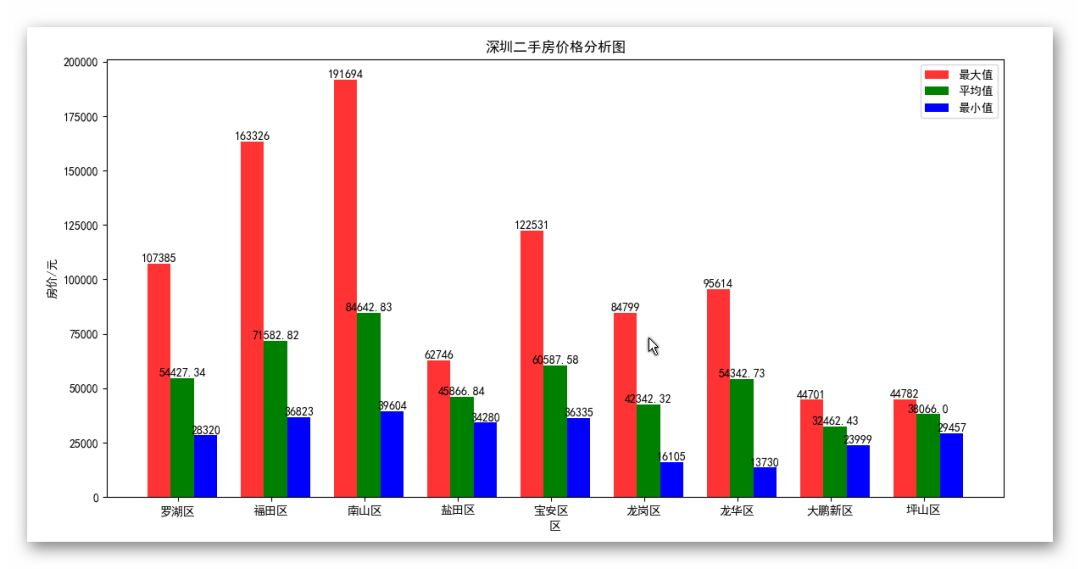 深圳二手房价格分析图
最大值
平均值
最小值
房价/元
200000
175000
150000
125000
100000
75000
50000
25000
0
107385
54427.34
28320
163326
71582.82
36823
191694
84642.83
39604
62746
45866.84
34280
122531
60587.58
36335
84799
42342.32
16105
95614
54342.73
13730
44701
32462.43
23999
44782
38066.0
29457
罗湖区
福田区
南山区
盐田区
宝安区
龙岗区
龙华区
大鹏新区
坪山区
区